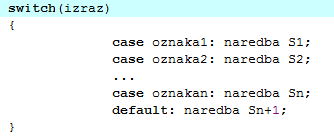 switch(izraz)
{
case oznaka1: naredba S1;
case oznaka2: naredba S2;
...
case oznakan: naredba Sn;
default: naredba Sn+1;
}